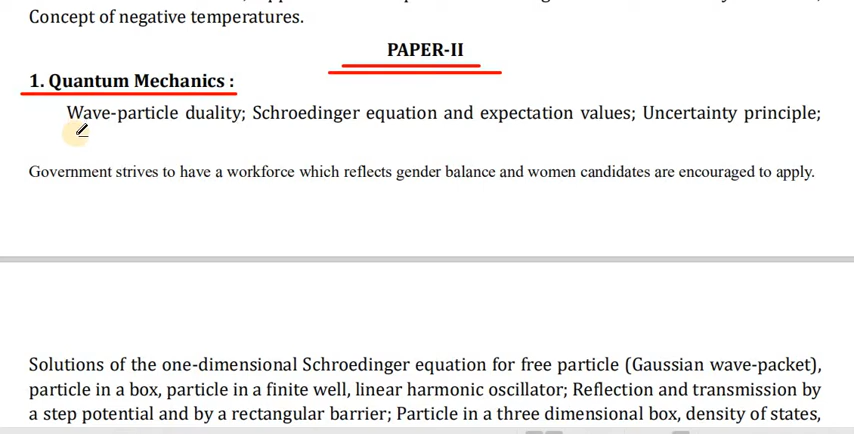 Concept of negative temperatures.
PAPER-II
1. Quantum Mechanics :
Wave-particle duality; Schroedinger equation and expectation values; Uncertainty principle;
Government strives to have a workforce which reflects gender balance and women candidates are encouraged to apply.
Solutions of the one-dimensional Schroedinger equation for free particle (Gaussian wave-packet),
particle in a box, particle in a finite well, linear harmonic oscillator; Reflection and transmission by
a step potential and by a rectangular barrier; Particle in a three dimensional box, density of states,